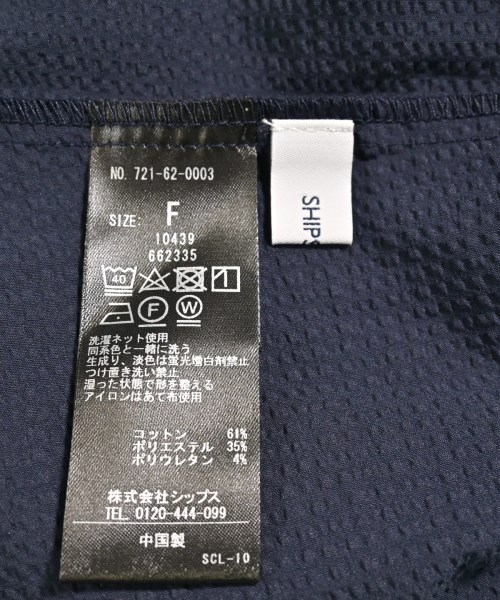 NO. 721-62-0003
SIZE: F
10439
662335
40
F W
洗濯ネット使用
同系色と一緒に洗う
生成り、淡色は蛍光増白剤禁止
つけ置き洗い禁止
湿った状態で形を整える
アイロンはあて布使用
コットン 61%
ポリエステル 35%
ポリウレタン 4%
株式会社シップス
TEL 0120-444-099
中国製
SCL-10
SHIPS